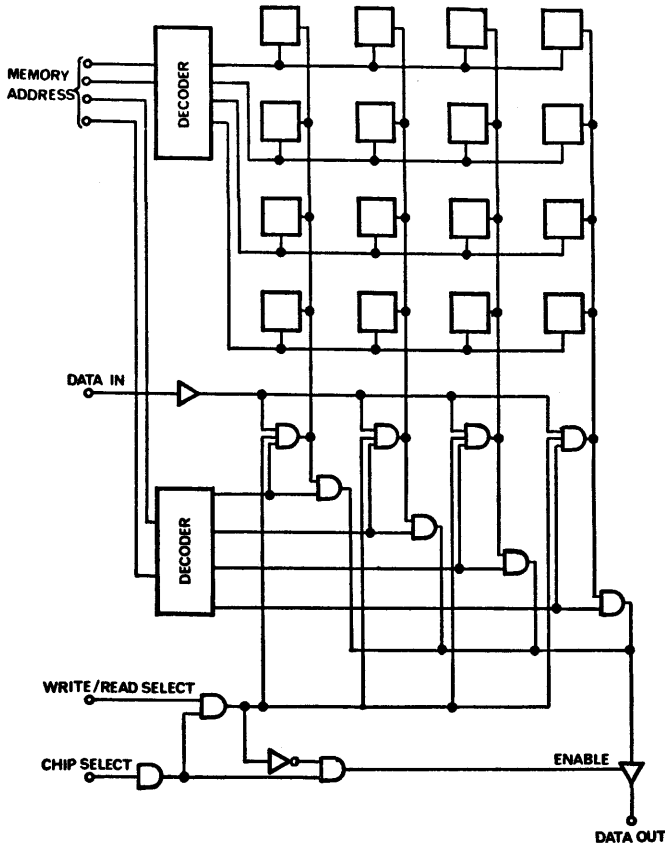 MEMORY
ADDRESS
DECODER
DATA IN
DECODER
WRITE/READ SELECT
CHIP SELECT
ENABLE
DATA OUT